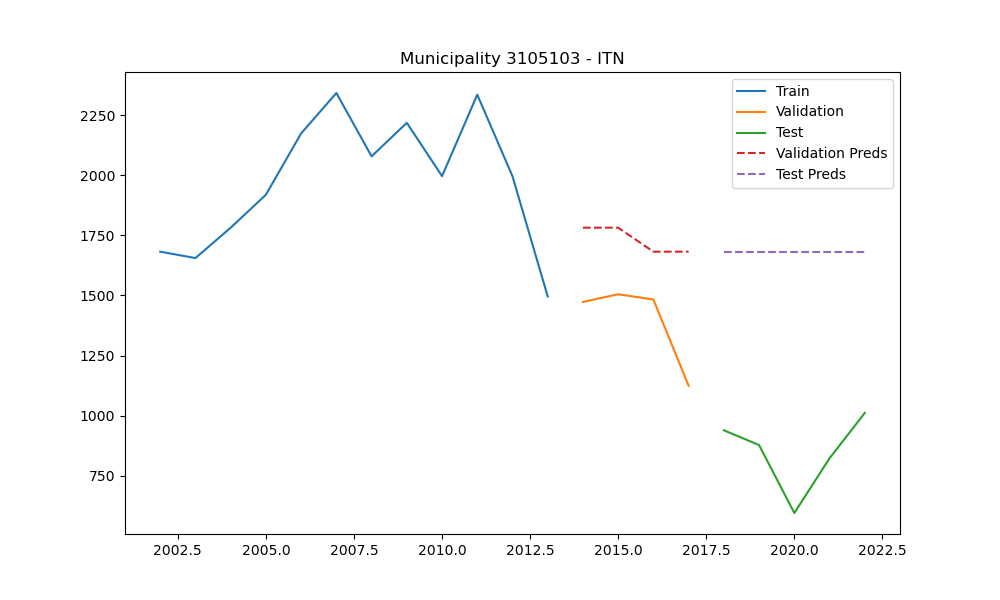 Municipality 3105103 - ITN
Train
Validation
Test
Validation Preds
Test Preds
2250
2000
1750
1500
1250
1000
750
2002.5 2005.0 2007.5 2010.0 2012.5 2015.0 2017.5 2020.0 2022.5